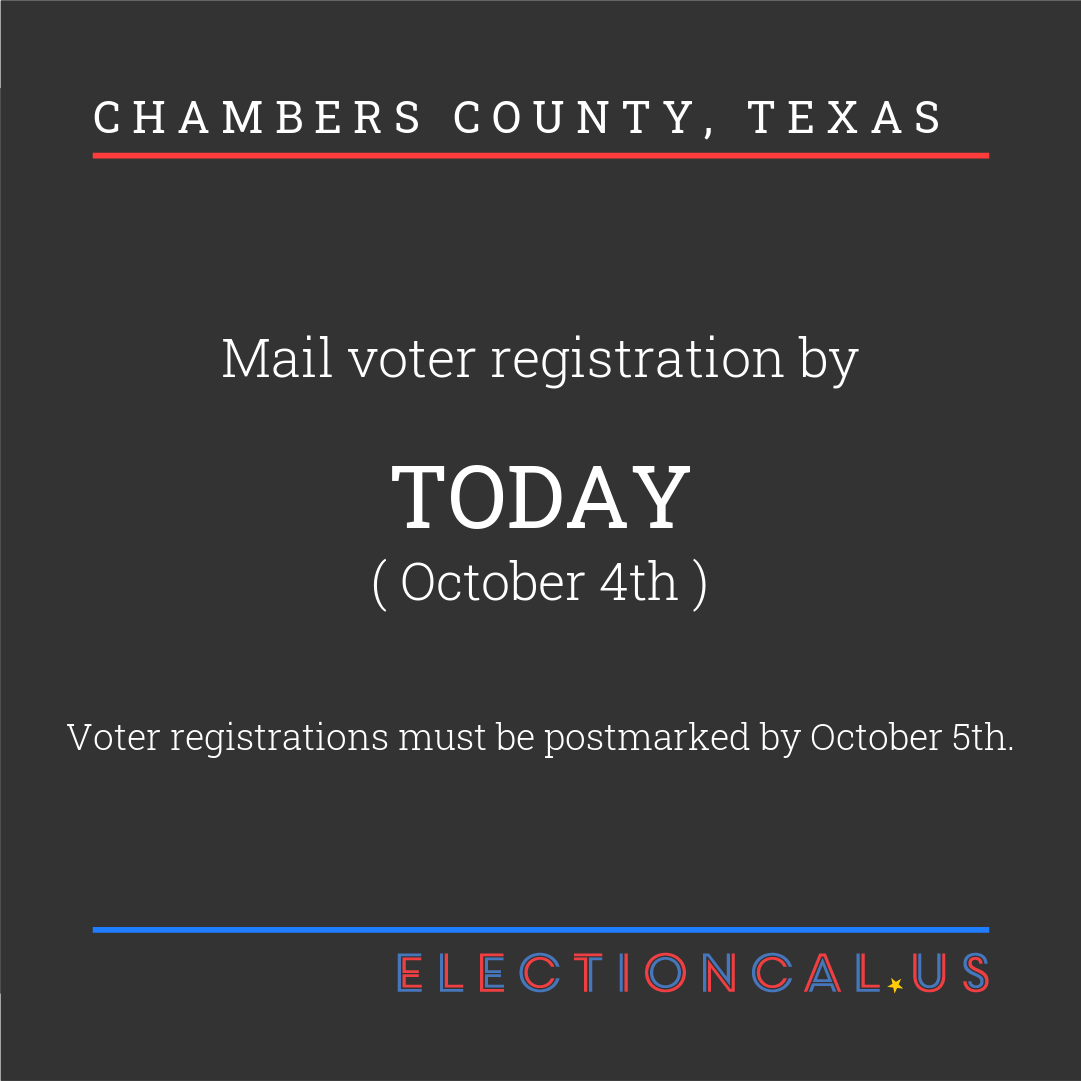 CHAMBERS COUNTY, TEXAS
Mail voter registration by
TODAY
( October 4th )
Voter registrations must be postmarked by October 5th.
ELECTIONCAL.US